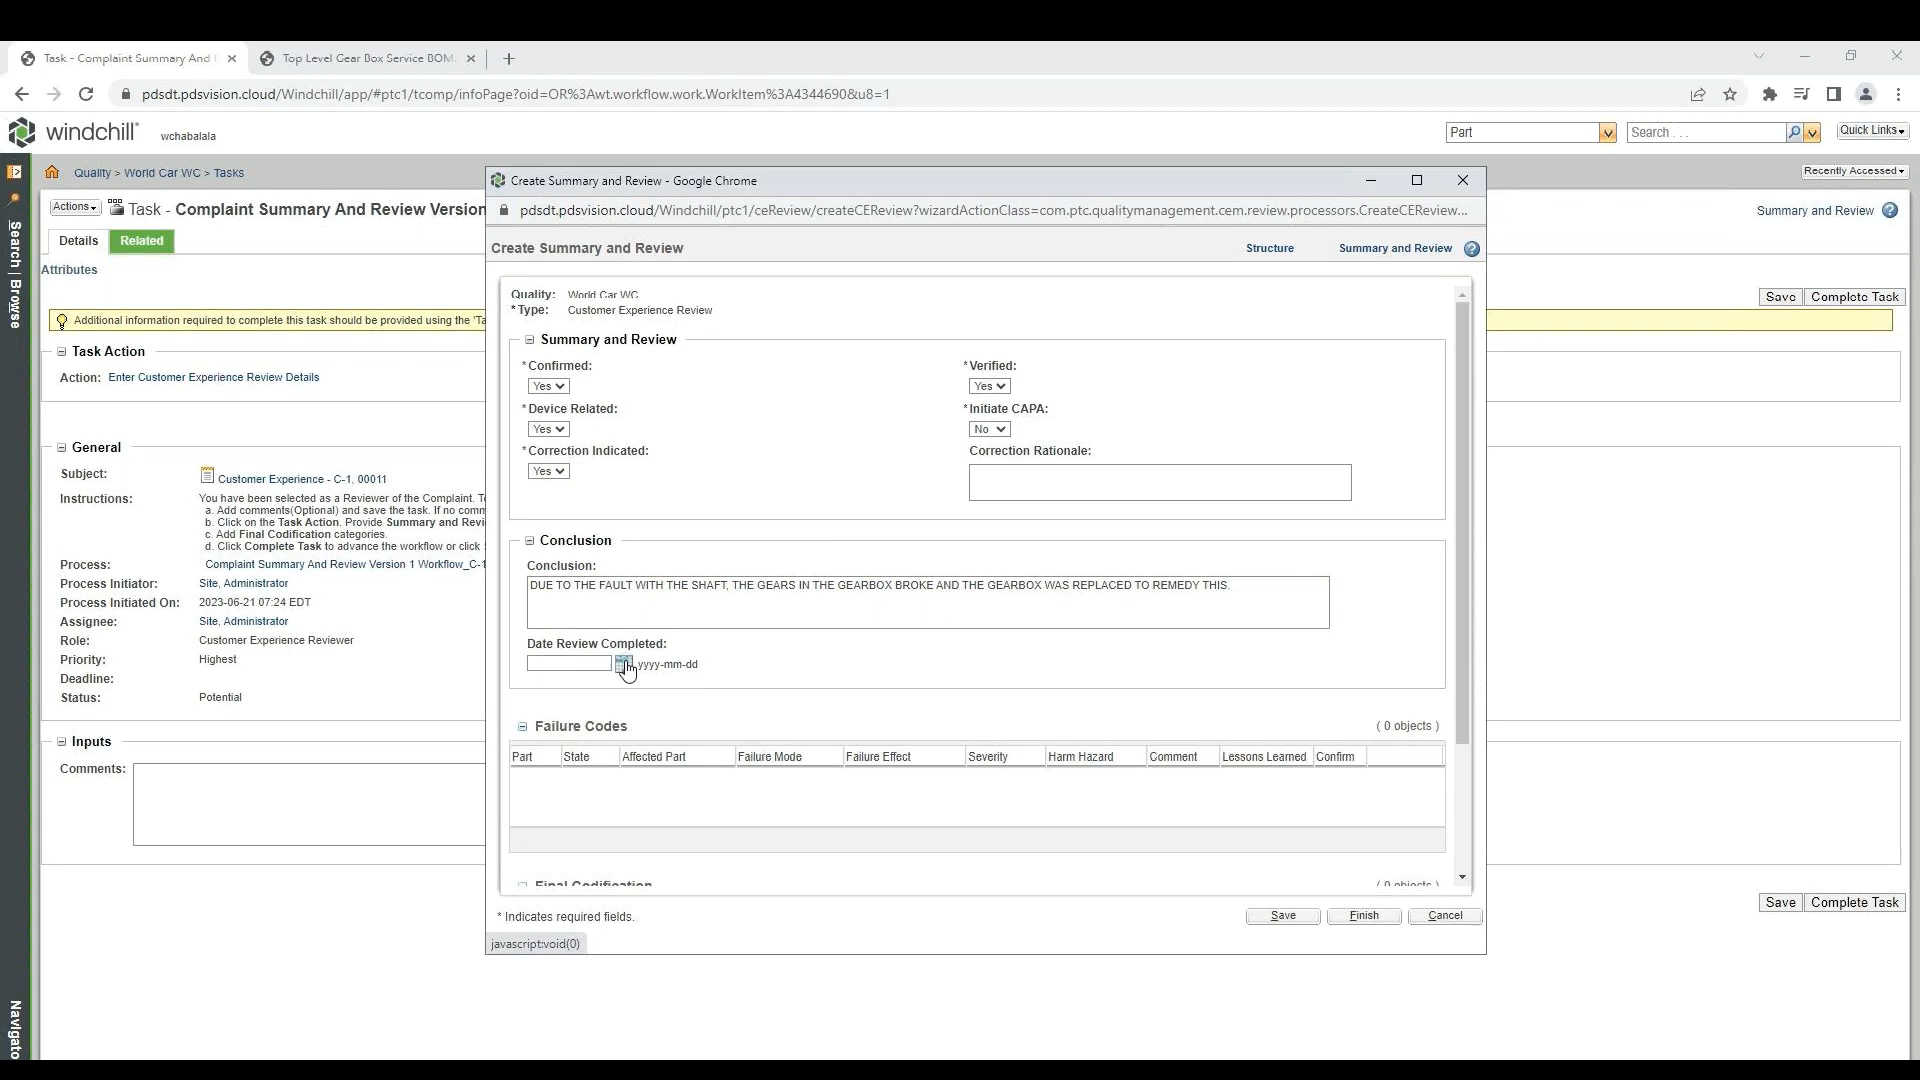 Task - Complaint Summary And
Top Level Gear Box Service BOM
pdsdt.pdsvision.cloud/Windchill/app/#ptc1/tcomp/infoPage?oid=OR%3Awt.workflow.work.WorkItem%3A4344690&u8=1
windchill
wchabalala
Part
Search . . .
Quick Links
Quality > World Car WC > Tasks
Recently Accessed
Actions
Task - Complaint Summary And Review Version
Summary and Review
Details
Related
Attributes
Search | Browse
Navigato
Save
Complete Task
Additional information required to complete this task should be provided using the 'Ta
Task Action
Action: Enter Customer Experience Review Details
General
Subject: Customer Experience - C-1, 00011
Instructions: You have been selected as a Reviewer of the Complaint. T
a. Add comments(Optional) and save the task. If no comm
b. Click on the Task Action. Provide Summary and Revi
c. Add Final Codification categories.
d. Click Complete Task to advance the workflow or click
Process: Complaint Summary And Review Version 1 Workflow_C-1
Process Initiator: Site, Administrator
Process Initiated On: 2023-06-21 07:24 EDT
Assignee: Site, Administrator
Role: Customer Experience Reviewer
Priority: Highest
Deadline:
Status: Potential
Inputs
Comments:
Save
Complete Task
Create Summary and Review - Google Chrome
pdsdt.pdsvision.cloud/Windchill/ptc1/ceReview/createCEReview?wizardActionClass=com.ptc.qualitymanagement.cem.review.processors.CreateCEReview...
Create Summary and Review
Structure
Summary and Review
Quality: World Car WC
*Type: Customer Experience Review
Summary and Review
*Confirmed:
*Verified:
Yes
Yes
*Device Related:
*Initiate CAPA:
Yes
No
*Correction Indicated:
Correction Rationale:
Yes
Conclusion
Conclusion:
DUE TO THE FAULT WITH THE SHAFT, THE GEARS IN THE GEARBOX BROKE AND THE GEARBOX WAS REPLACED TO REMEDY THIS.
Date Review Completed:
yyyy-mm-dd
Failure Codes
( 0 objects )
Part State Affected Part Failure Mode Failure Effect Severity Harm Hazard Comment Lessons Learned Confirm
Final Codification
( 0 objects )
* Indicates required fields.
Save
Finish
Cancel
javascript:void(0)